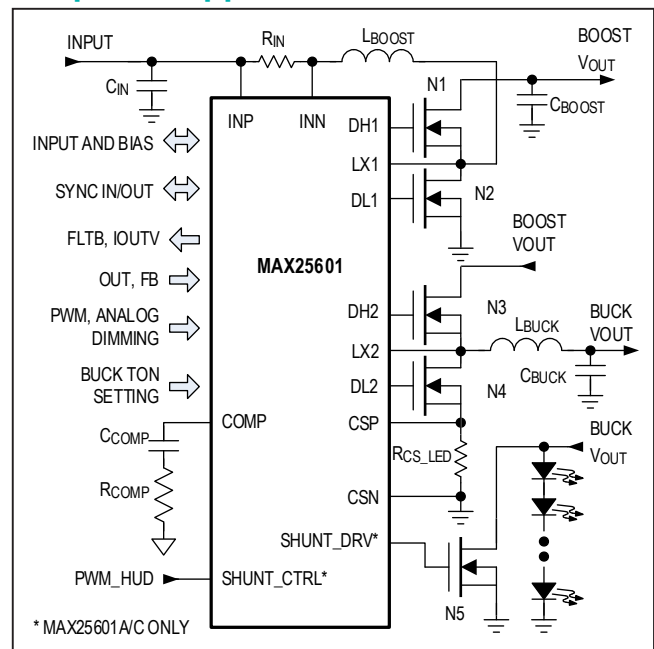 INPUT
RIN
LBOOST
BOOST
VOUT
CIN
N1
CBOOST
INP
INN
DH1
INPUT AND BIAS
LX1
SYNC IN/OUT
DL1
N2
FLTB, IOUTV
BOOST
VOUT
MAX25601
OUT, FB
DH2
N3
LBUCK
BUCK
VOUT
PWM, ANALOG
DIMMING
LX2
BUCK TON
SETTING
DL2
N4
CBUCK
COMP
CSP
BUCK
VOUT
CCOMP
RCS_LED
RCOMP
CSN
SHUNT_DRV*
PWM_HUD
SHUNT_CTRL*
N5
* MAX25601A/C ONLY